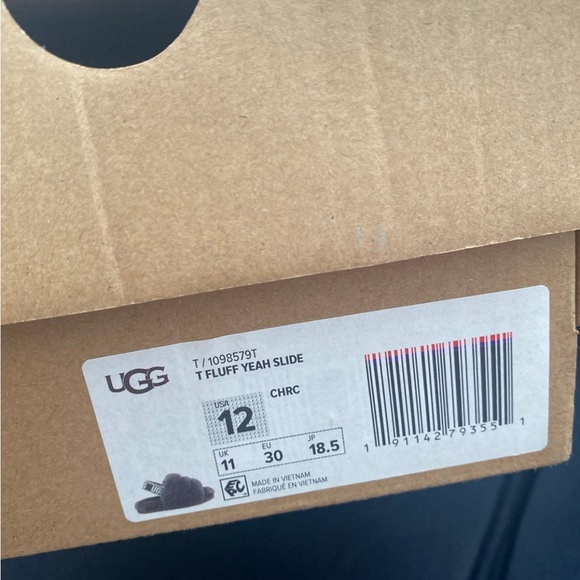 UGG
T / 1098579T
T FLUFF YEAH SLIDE
CHRC
USA
12
UK EU JP
11 30 18.5
MADE IN VIETNAM
FABRIQUÉ EN VIETNAM
1 91142 79355 1